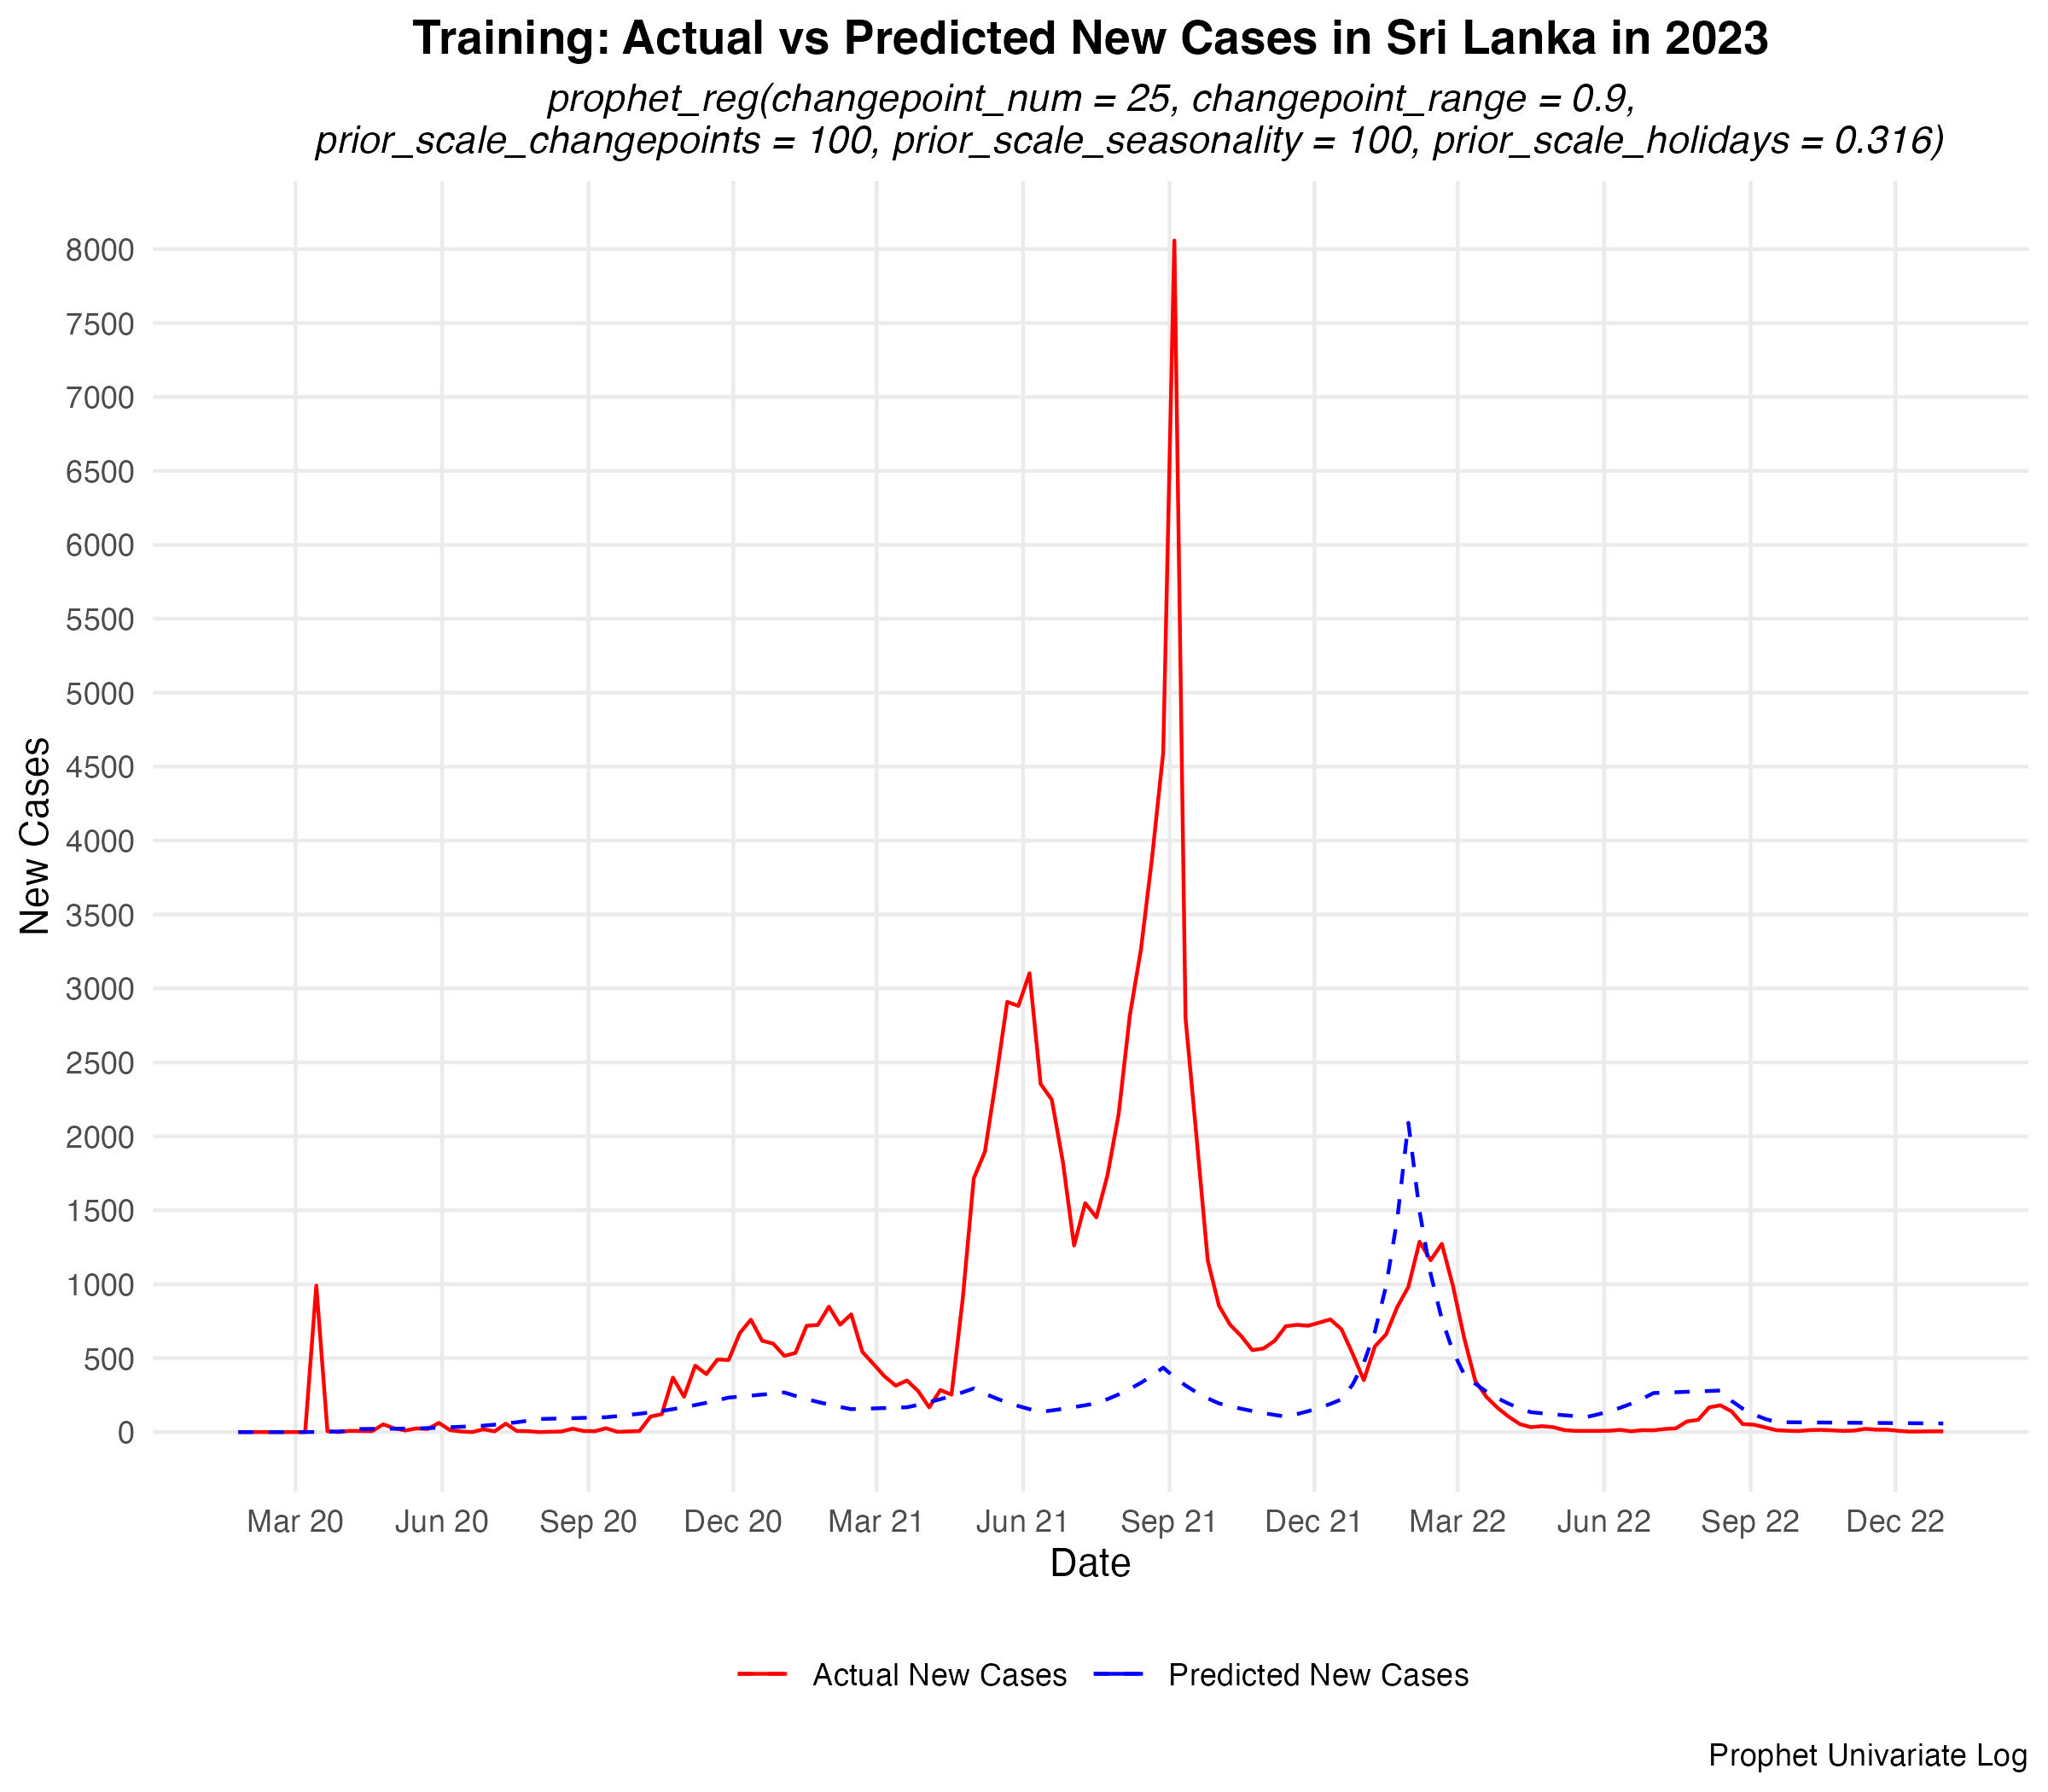 Training: Actual vs Predicted New Cases in Sri Lanka in 2023
prophet_reg(changepoint_num = 25, changepoint_range = 0.9,
prior_scale_changepoints = 100, prior_scale_seasonality = 100, prior_scale_holidays = 0.316)
New Cases
8000
7500
7000
6500
6000
5500
5000
4500
4000
3500
3000
2500
2000
1500
1000
500
0
Mar 20 Jun 20 Sep 20 Dec 20 Mar 21 Jun 21 Sep 21 Dec 21 Mar 22 Jun 22 Sep 22 Dec 22
Date
Actual New Cases Predicted New Cases
Prophet Univariate Log